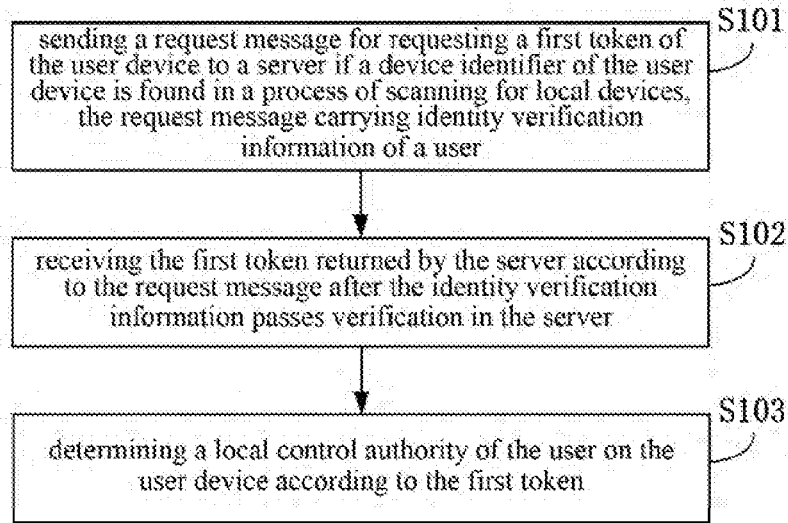 S101
sending a request message for requesting a first token of
the user device to a server if a device identifier of the user
device is found in a process of scanning for local devices,
the request message carrying identity verification
information of a user
S102
receiving the first token returned by the server according
to the request message after the identity verification
information passes verification in the server
S103
determining a local control authority of the user on the
user device according to the first token